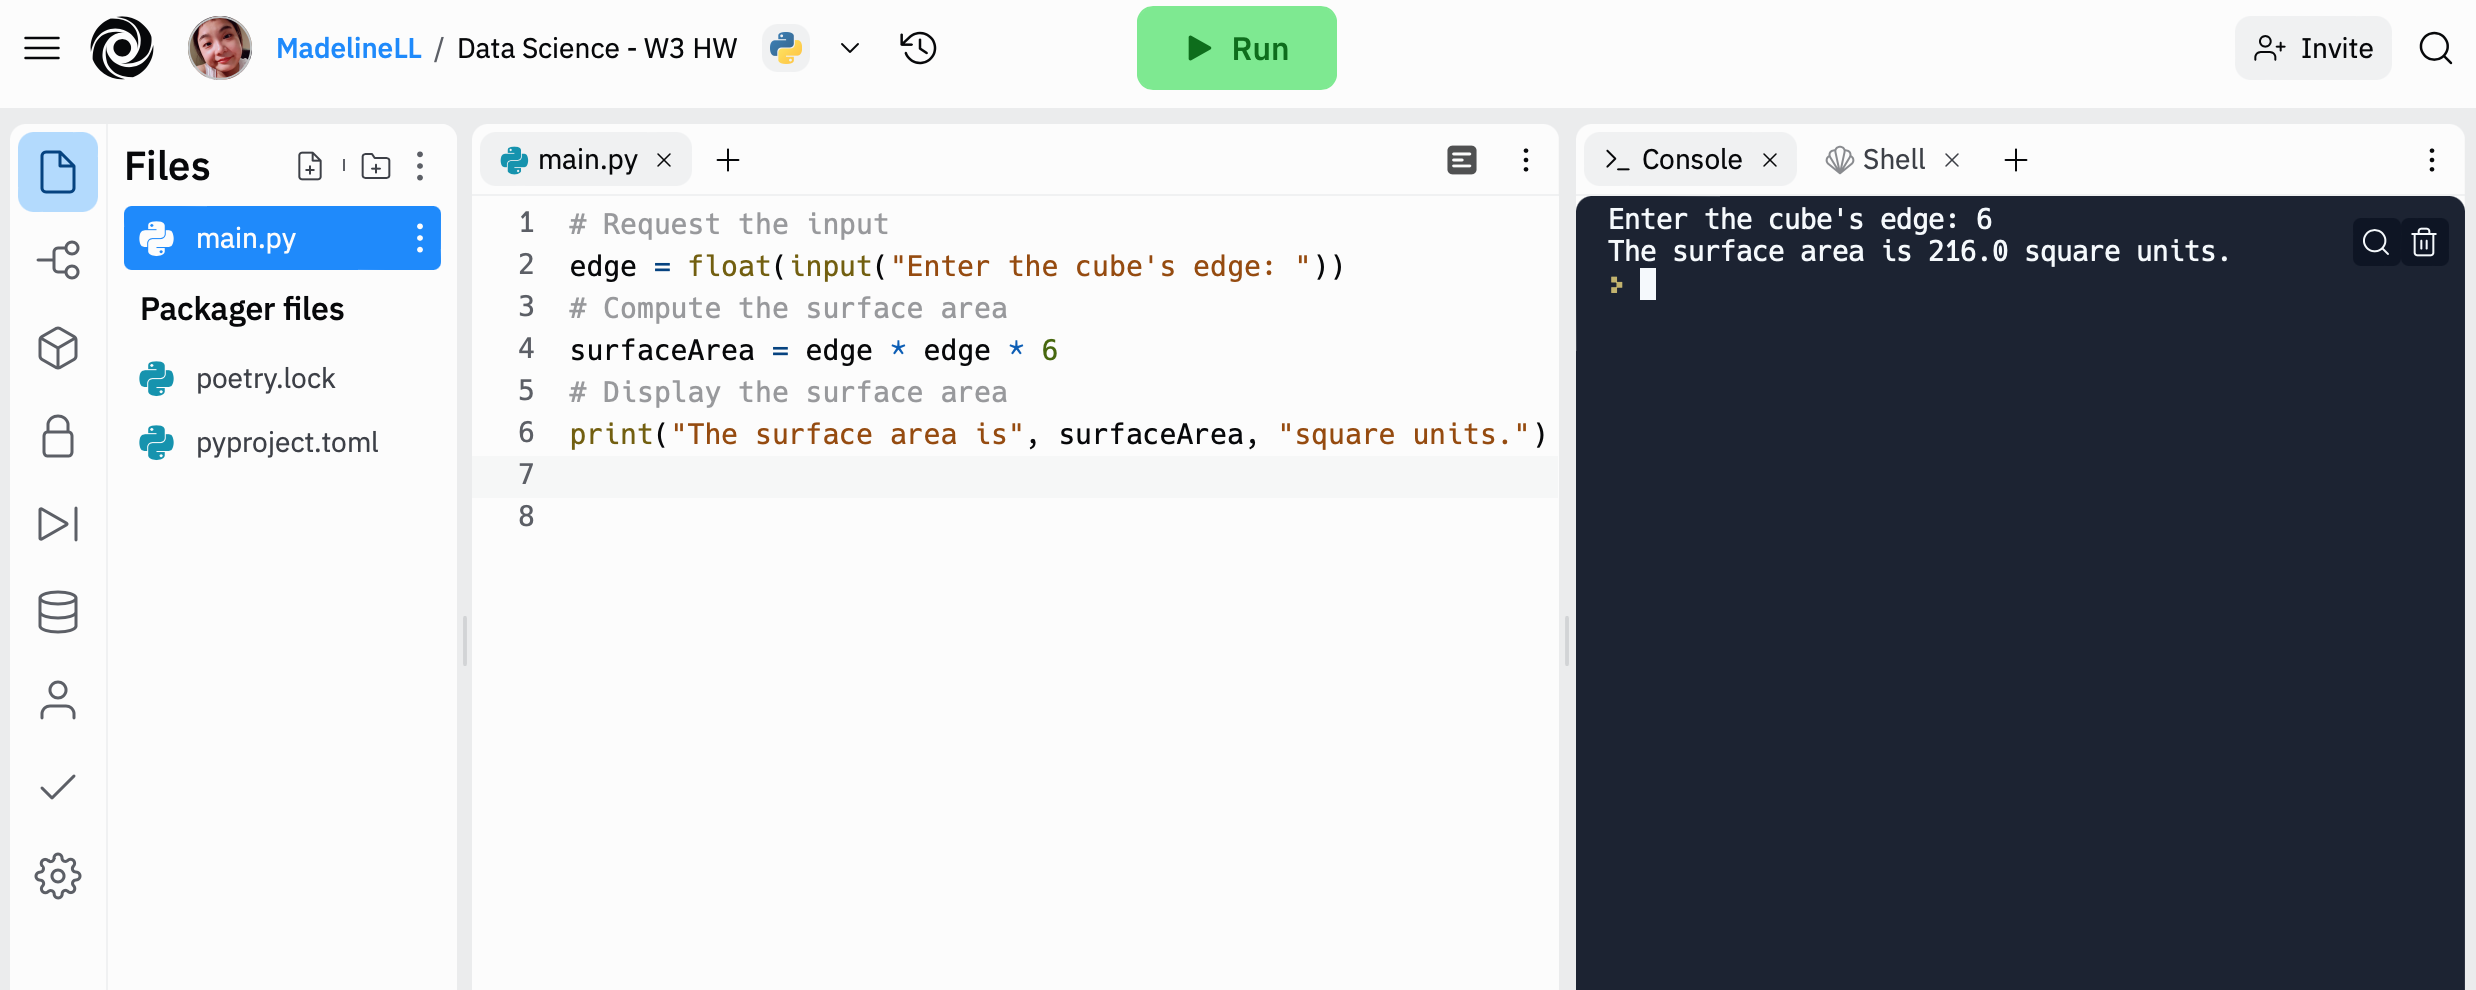 MadelineLL / Data Science - W3 HW
Run
Invite
Files
main.py
Packager files
poetry.lock
pyproject.toml
main.py
1 # Request the input
2 edge = float(input("Enter the cube's edge: "))
3 # Compute the surface area
4 surfaceArea = edge * edge * 6
5 # Display the surface area
6 print("The surface area is", surfaceArea, "square units.")
7
8
Console
Shell
Enter the cube's edge: 6
The surface area is 216.0 square units.